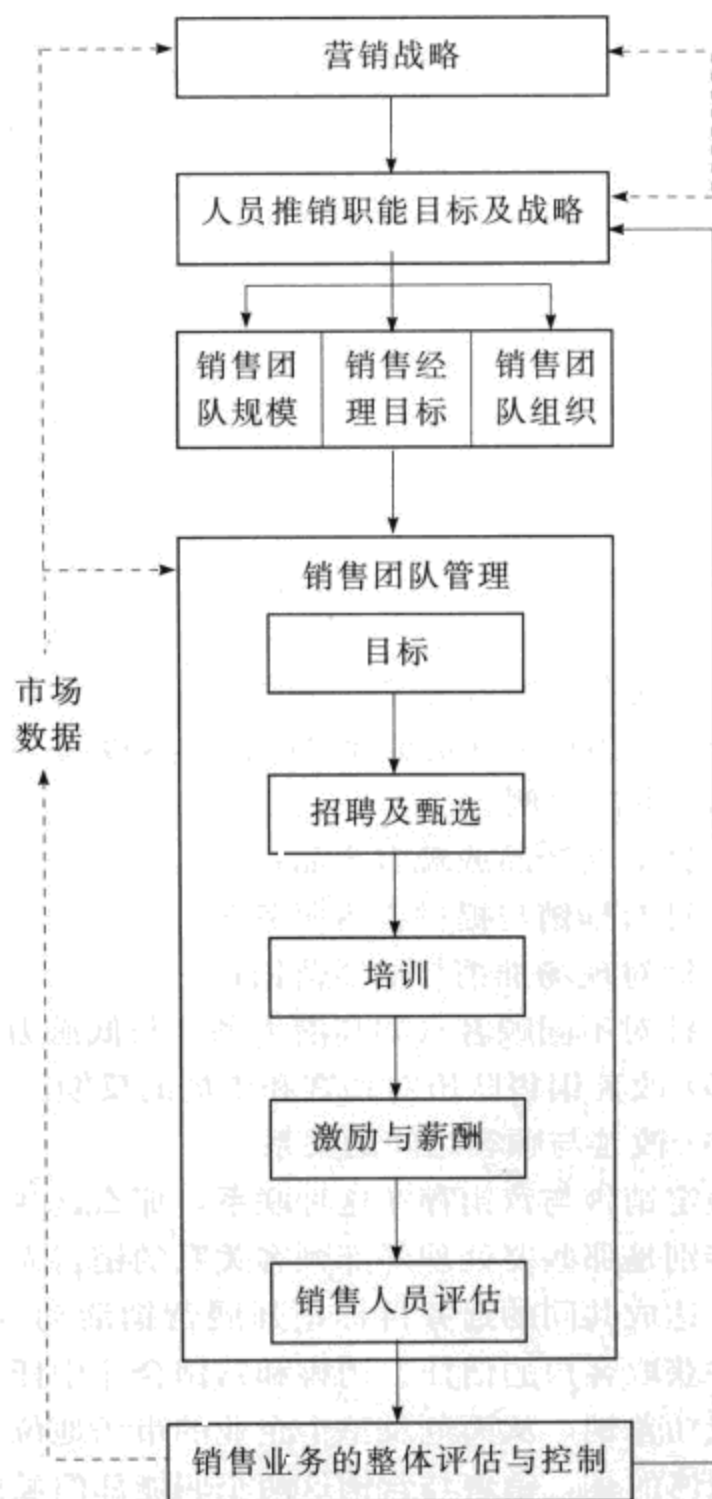 营销战略
人员推销职能目标及战略
销售团
队规模
销售经
理目标
销售团
队组织
销售团队管理
目标
市场
数据
招聘及甄选
培训
激励与薪酬
销售人员评估
销售业务的整体评估与控制